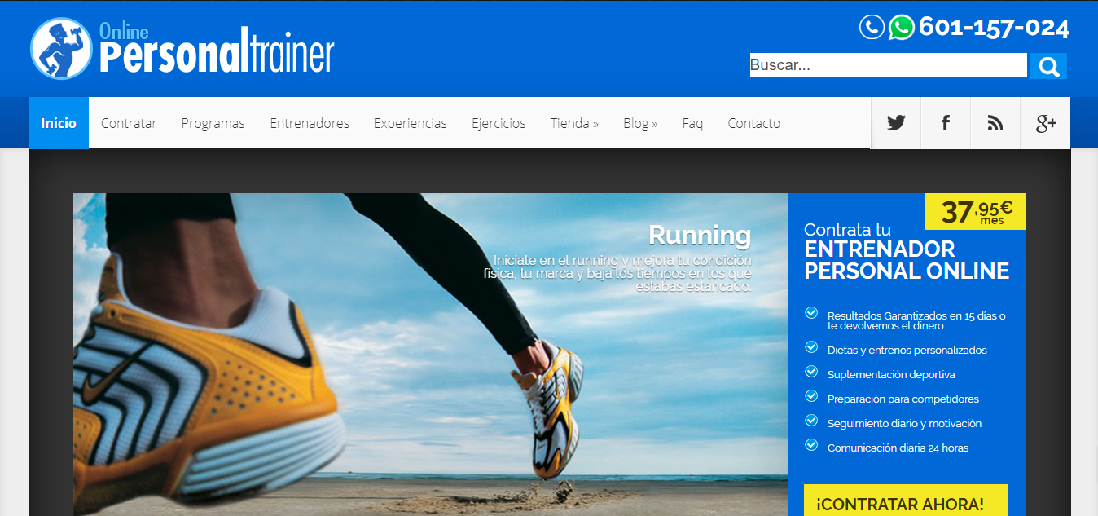 Online
Personaltrainer
601-157-024
Buscar...
Inicio Contratar Programas Entrenadores Experiencias Ejercicios Tienda » Blog » Faq Contacto
Running
Iníciate en el running y mejora tu condición
física, tu marca y baja los tiempos en los que
estabas estancado.
37,95€
mes
Contrata tu
ENTRENADOR
PERSONAL ONLINE
Resultados Garantizados en 15 días o
te devolvemos el dinero
Dietas y entrenos personalizados
Suplementación deportiva
Preparación para competidores
Seguimiento diario y motivación
Comunicación diaria 24 horas
¡CONTRATAR AHORA!